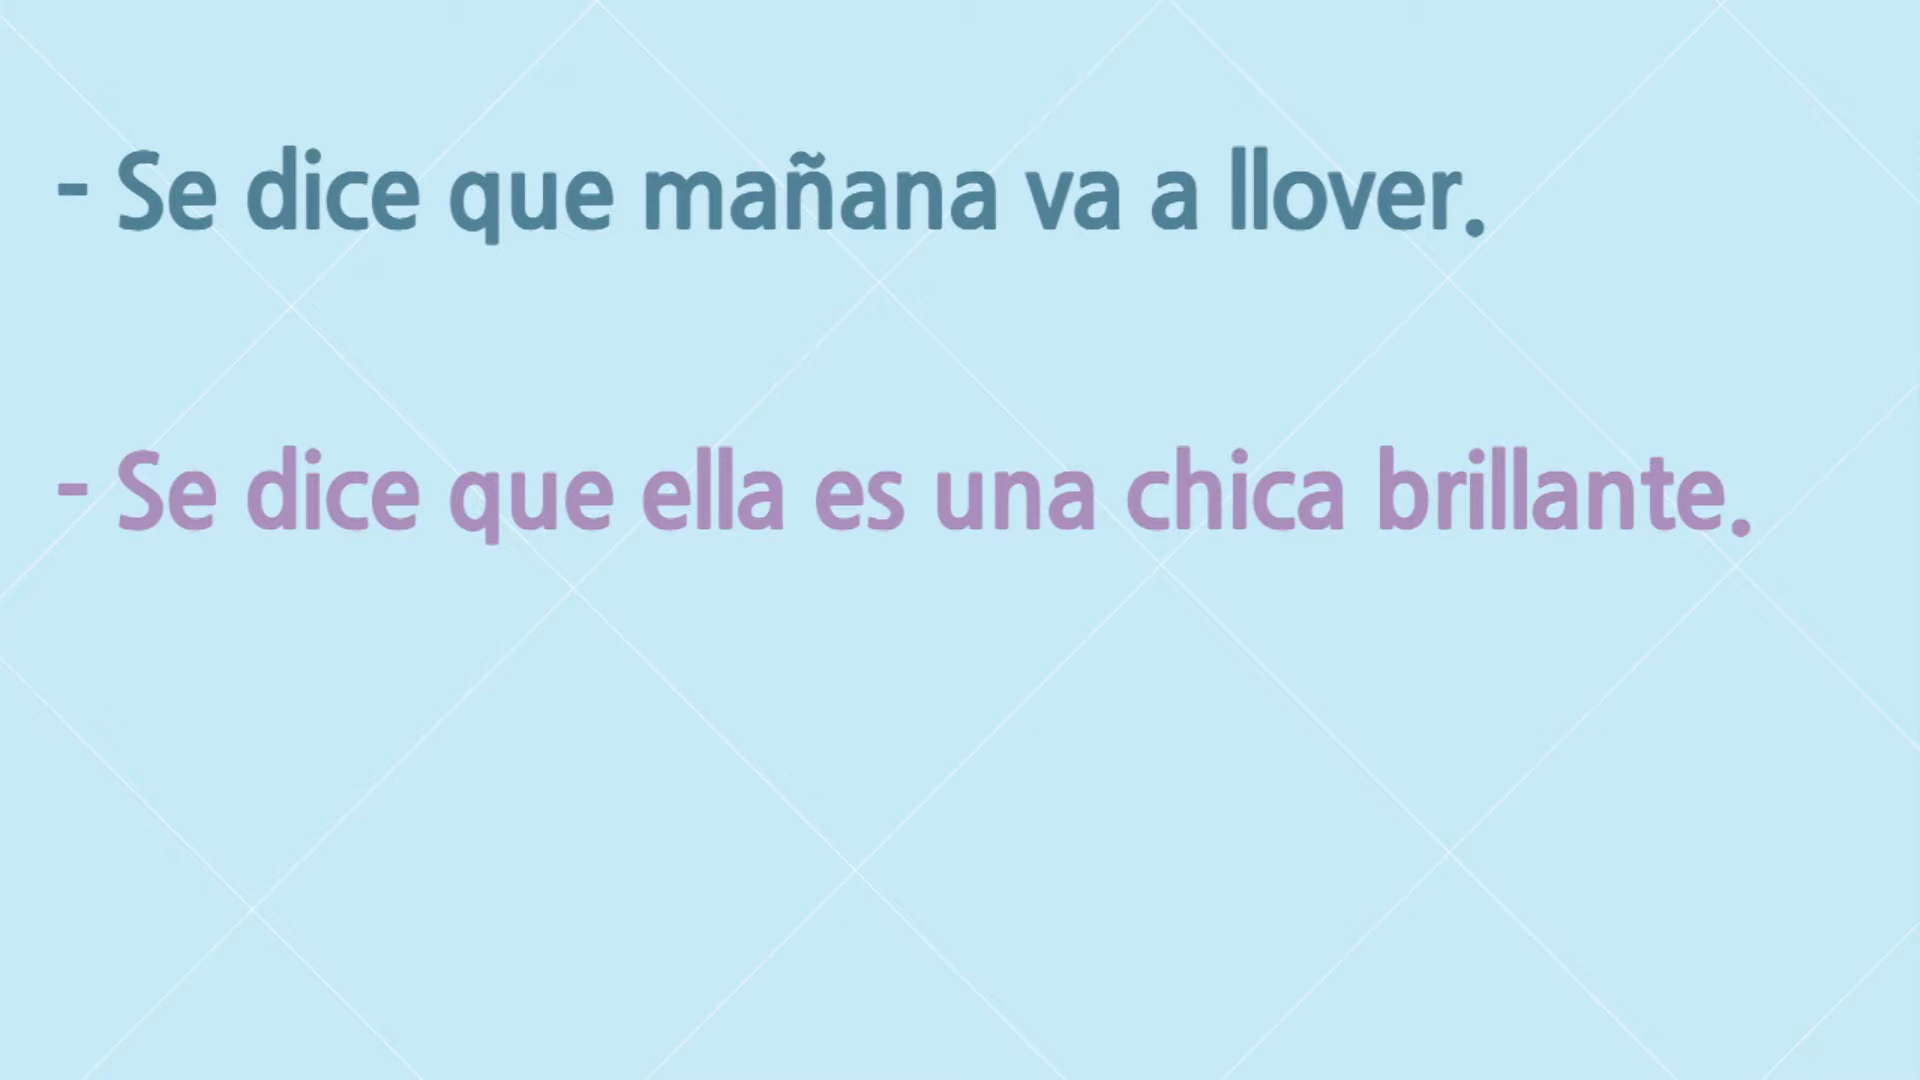 - Se dice que mañana va a llover.
- Se dice que ella es una chica brillante.